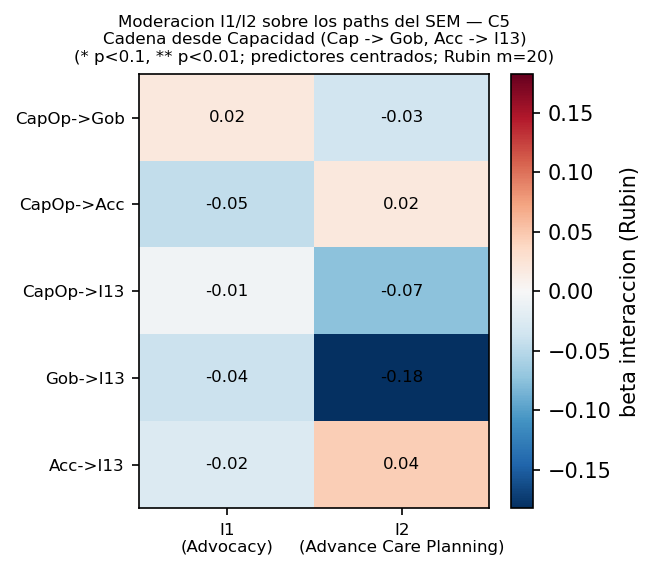 Moderacion I1/I2 sobre los paths del SEM — C5
Cadena desde Capacidad (Cap -> Gob, Acc -> I13)
(* p<0.1, ** p<0.01; predictores centrados; Rubin m=20)
CapOp->Gob
0.02
-0.03
CapOp->Acc
-0.05
0.02
CapOp->I13
-0.01
-0.07
Gob->I13
-0.04
-0.18
Acc->I13
-0.02
0.04
I1
(Advocacy)
I2
(Advance Care Planning)
0.15
0.10
0.05
0.00
−0.05
−0.10
−0.15
beta interaccion (Rubin)